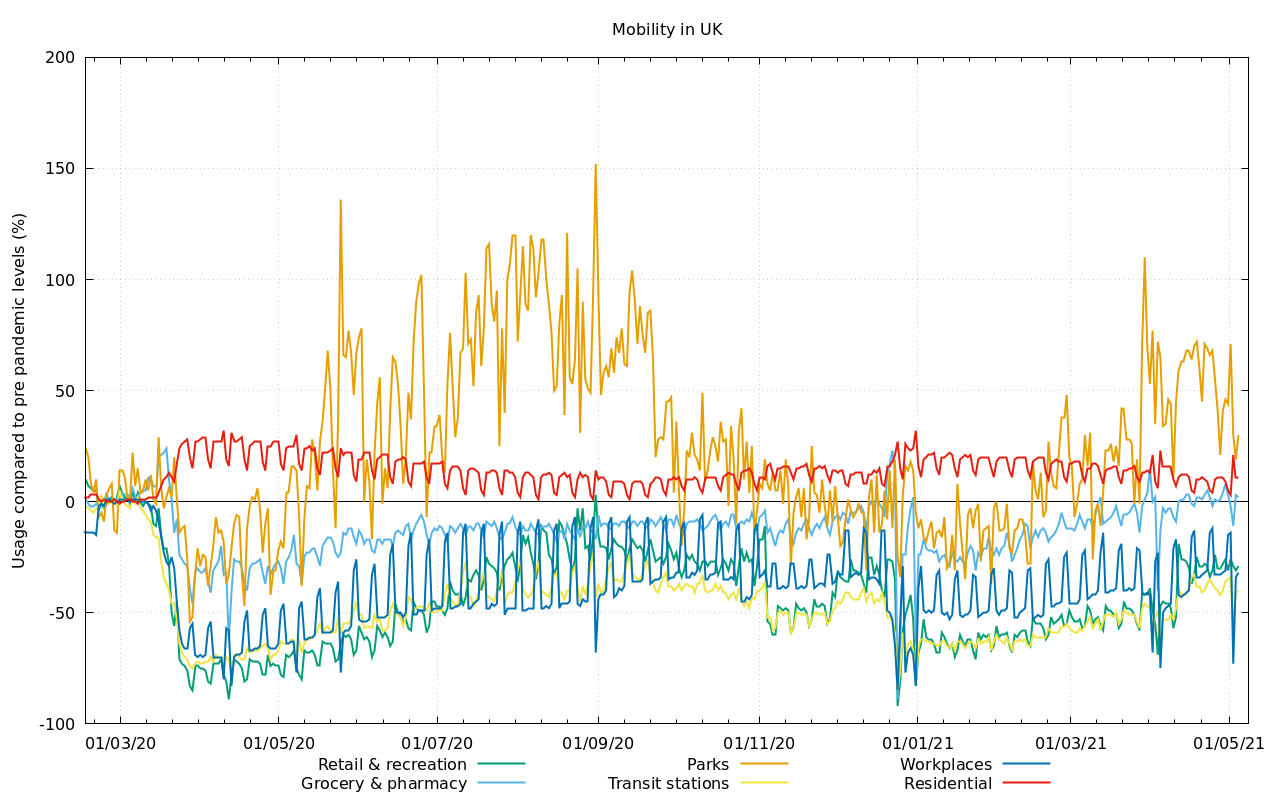 Mobility in UK
200
150
100
50
0
-50
-100
Usage compared to pre pandemic levels (%)
01/03/20 01/05/20 01/07/20 01/09/20 01/11/20 01/01/21 01/03/21 01/05/21
Retail & recreation Parks Workplaces
Grocery & pharmacy Transit stations Residential